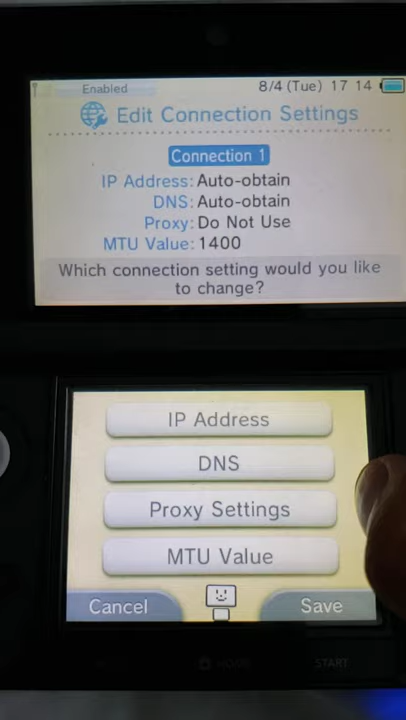 Enabled
8/4 (Tue) 17 14
Edit Connection Settings
Connection 1
IP Address: Auto-obtain
DNS: Auto-obtain
Proxy: Do Not Use
MTU Value: 1400
Which connection setting would you like
to change?
IP Address
DNS
Proxy Settings
MTU Value
Cancel
Save
HOME
START